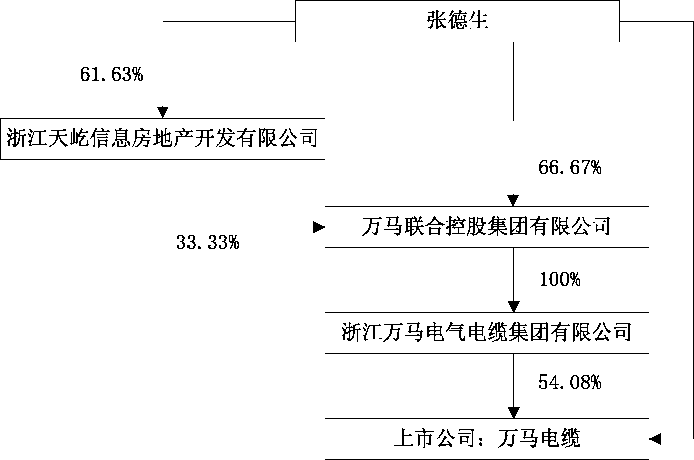 张德生
61.63%
浙江天屹信息房地产开发有限公司
66.67%
万马联合控股集团有限公司
33.33%
100%
浙江万马电气电缆集团有限公司
54.08%
上市公司：万马电缆